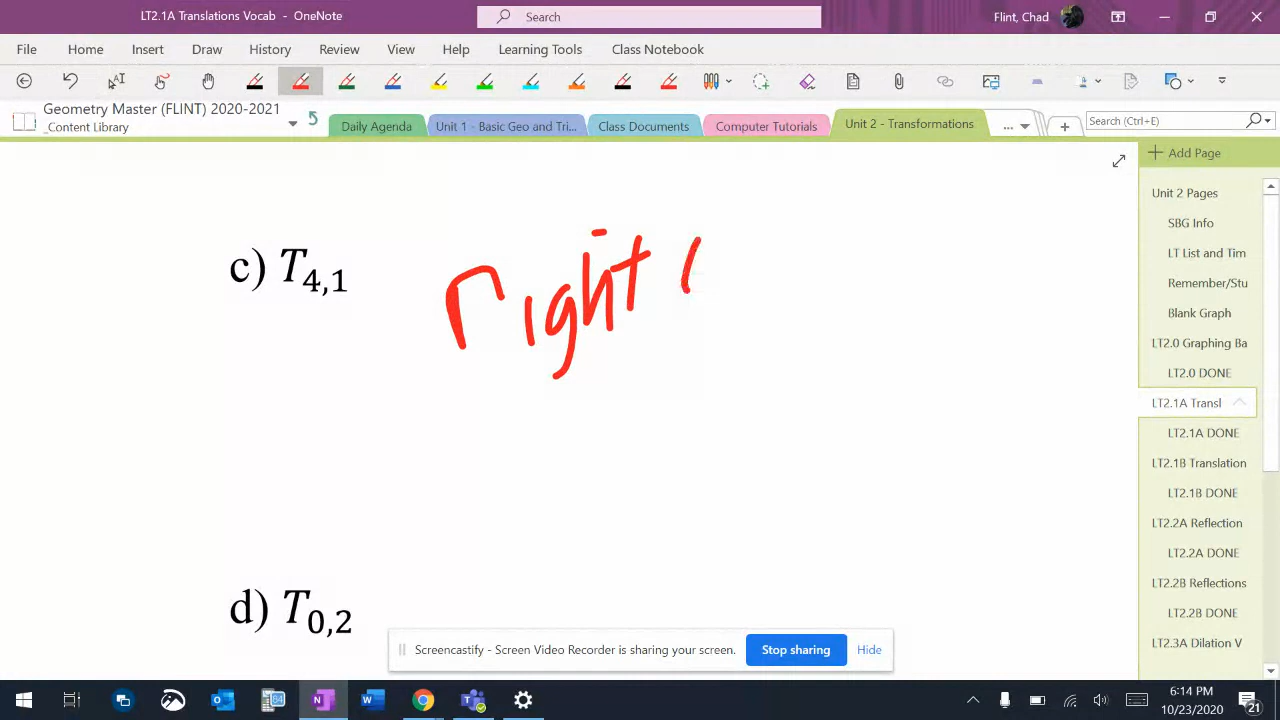 LT2.1A Translations Vocab - OneNote
Search
Flint, Chad
File Home Insert Draw History Review View Help Learning Tools Class Notebook
Geometry Master (FLINT) 2020-2021
_Content Library
Daily Agenda
Unit 1 - Basic Geo and Tri...
Class Documents
Computer Tutorials
Unit 2 - Transformations
...
Search (Ctrl+E)
Add Page
Unit 2 Pages
SBG Info
LT List and Tim
Remember/Stu
Blank Graph
LT2.0 Graphing Ba
LT2.0 DONE
LT2.1A Transl
LT2.1A DONE
LT2.1B Translation
LT2.1B DONE
LT2.2A Reflection
LT2.2A DONE
LT2.2B Reflections
LT2.2B DONE
LT2.3A Dilation V
c) T4,1
right
d) T0,2
Screencastify - Screen Video Recorder is sharing your screen.
Stop sharing
Hide
6:14 PM
10/23/2020
21